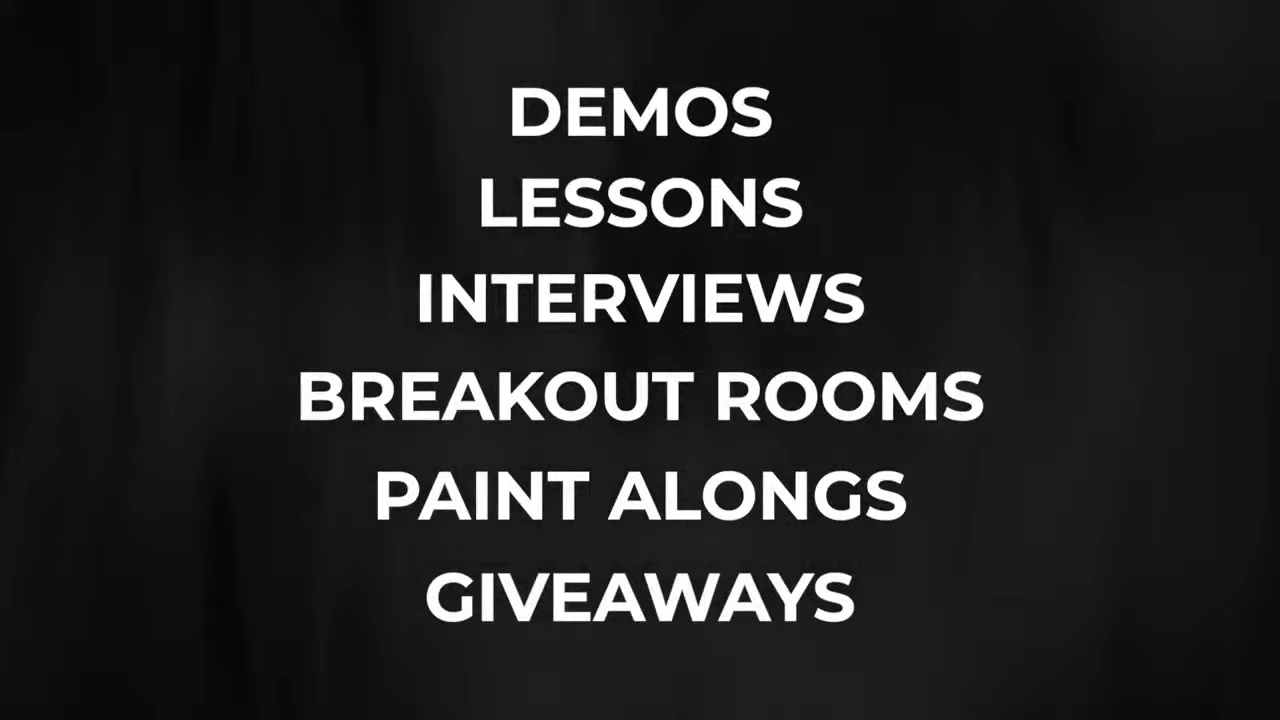 DEMOS
LESSONS
INTERVIEWS
BREAKOUT ROOMS
PAINT ALONGS
GIVEAWAYS